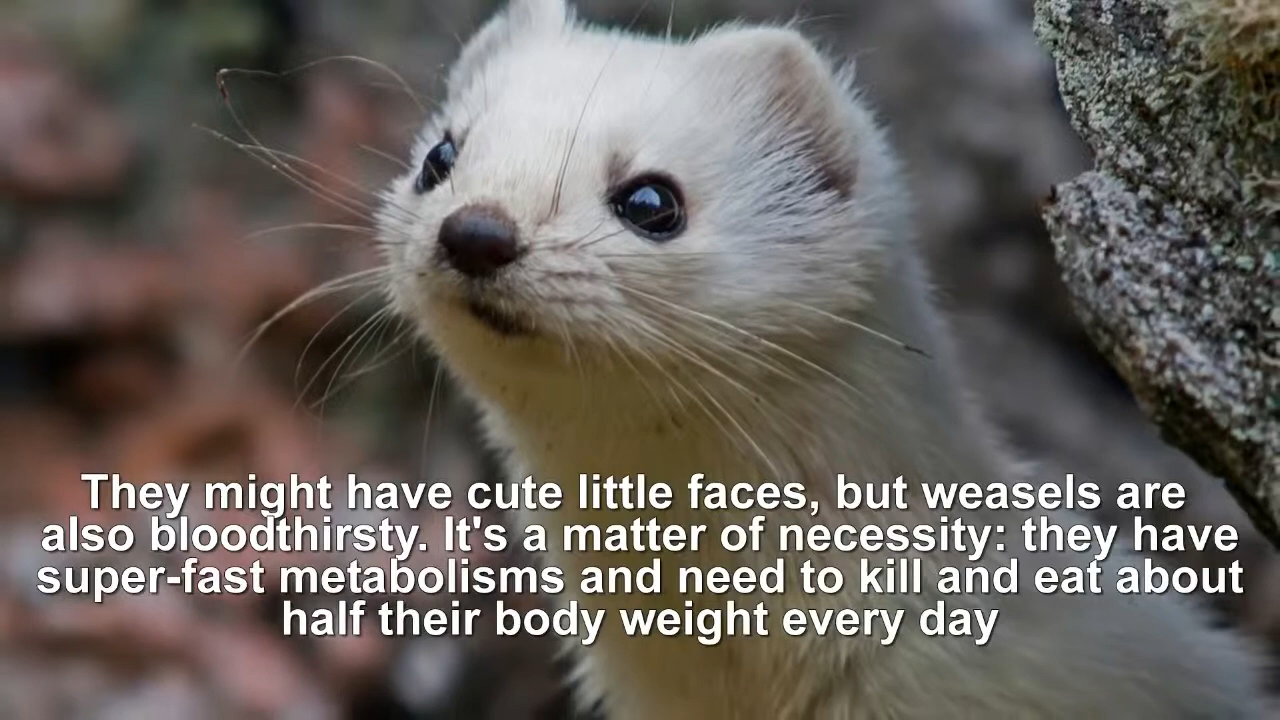 They might have cute little faces, but weasels are
also bloodthirsty. It's a matter of necessity: they have
super-fast metabolisms and need to kill and eat about
half their body weight every day